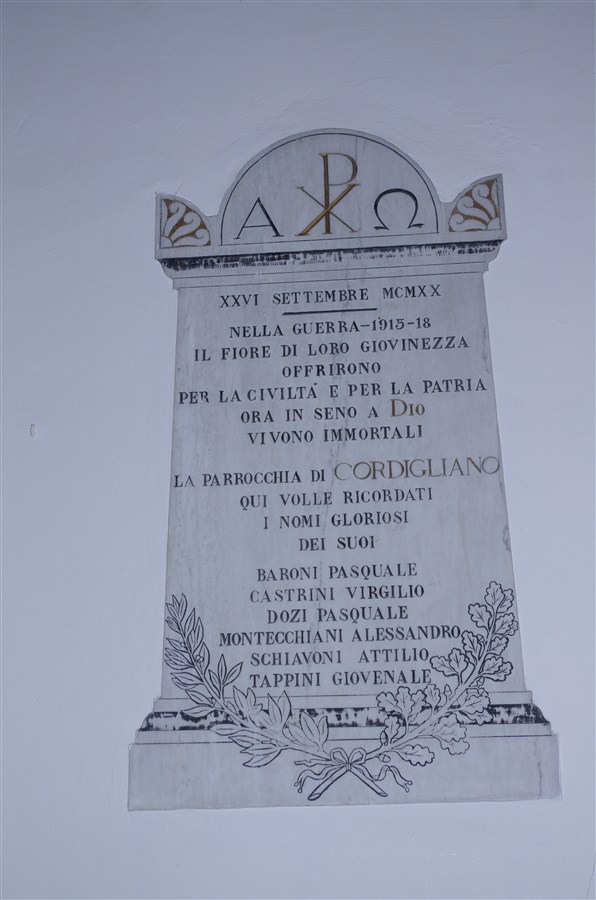 Α ☧ Ω
XXVI SETTEMBRE MCMXX
NELLA GUERRA-1915-18
IL FIORE DI LORO GIOVINEZZA
OFFRIRONO
PER LA CIVILTA' E PER LA PATRIA
ORA IN SENO A DIO
VIVONO IMMORTALI
LA PARROCCHIA DI CORDIGLIANO
QUI VOLLE RICORDATI
I NOMI GLORIOSI
DEI SUOI
BARONI PASQUALE
CASTRINI VIRGILIO
DOZI PASQUALE
MONTECCHIANI ALESSANDRO
SCHIAVONI ATTILIO
TAPPINI GIOVENALE